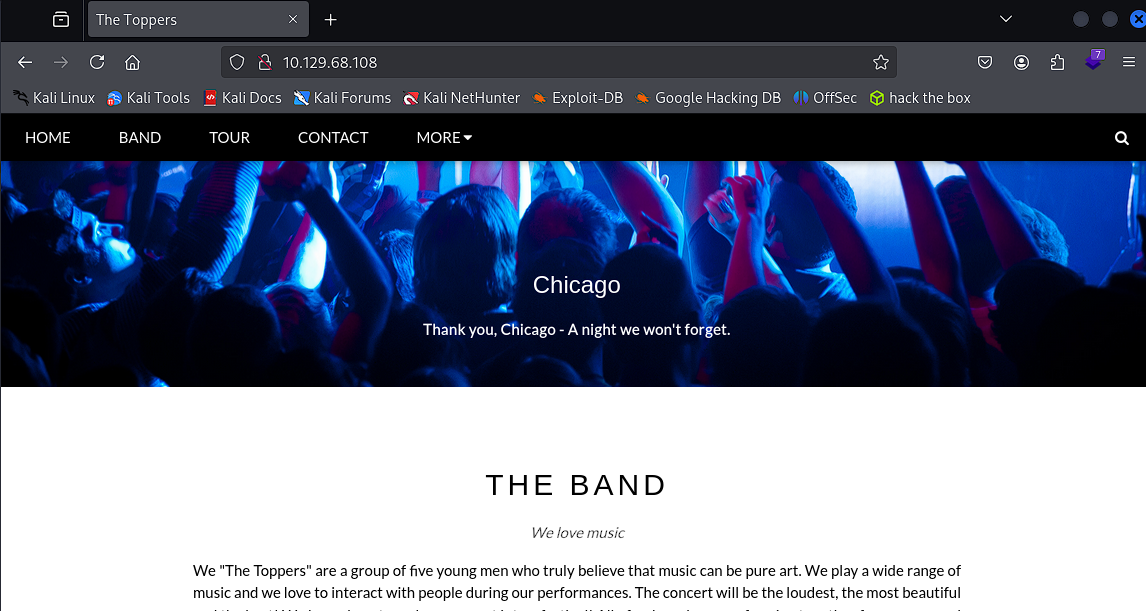 The Toppers
10.129.68.108
7
Kali Linux Kali Tools Kali Docs Kali Forums Kali NetHunter Exploit-DB Google Hacking DB OffSec hack the box
HOME BAND TOUR CONTACT MORE
Chicago
Thank you, Chicago - A night we won't forget.
THE BAND
We love music
We "The Toppers" are a group of five young men who truly believe that music can be pure art. We play a wide range of
music and we love to interact with people during our performances. The concert will be the loudest, the most beautiful